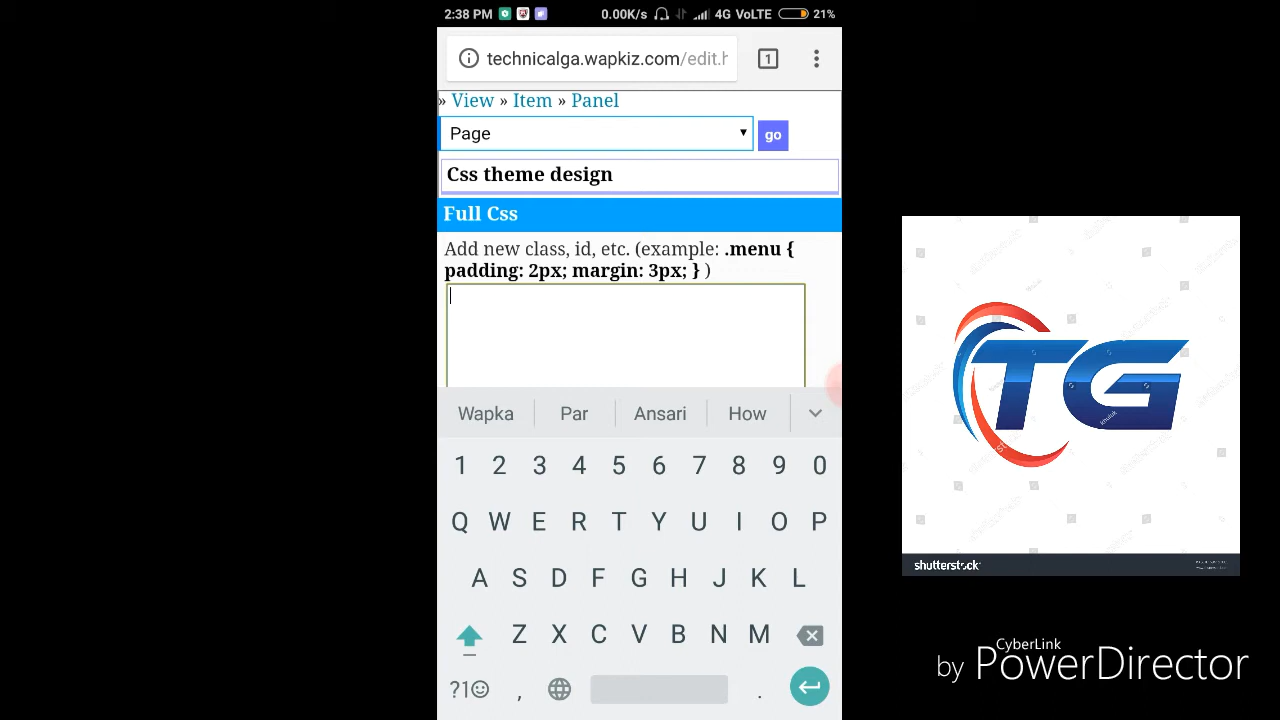 2:38 PM 0.00K/s 4G VoLTE 21%
technicalga.wapkiz.com/edit.h 1
» View » Item » Panel
Page go
Css theme design
Full Css
Add new class, id, etc. (example: .menu {
padding: 2px; margin: 3px; } )
Wapka Par Ansari How
1 2 3 4 5 6 7 8 9 0
Q W E R T Y U I O P
A S D F G H J K L
Z X C V B N M
?1☺ , .
TG
shutterstock
CyberLink
by PowerDirector